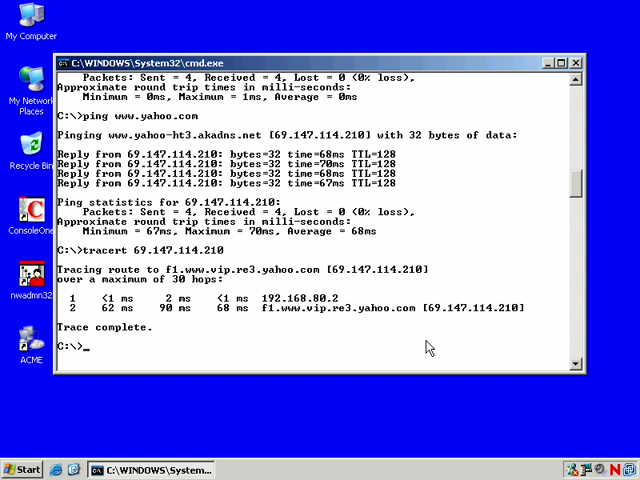 My Computer
My Network
Places
Recycle Bin
ConsoleOne
nwadmn32
ACME
C:\WINDOWS\System32\cmd.exe
Packets: Sent = 4, Received = 4, Lost = 0 (0% loss),
Approximate round trip times in milli-seconds:
Minimum = 0ms, Maximum = 1ms, Average = 0ms
C:\>ping www.yahoo.com
Pinging www.yahoo-ht3.akadns.net [69.147.114.210] with 32 bytes of data:
Reply from 69.147.114.210: bytes=32 time=68ms TTL=128
Reply from 69.147.114.210: bytes=32 time=70ms TTL=128
Reply from 69.147.114.210: bytes=32 time=68ms TTL=128
Reply from 69.147.114.210: bytes=32 time=67ms TTL=128
Ping statistics for 69.147.114.210:
Packets: Sent = 4, Received = 4, Lost = 0 (0% loss),
Approximate round trip times in milli-seconds:
Minimum = 67ms, Maximum = 70ms, Average = 68ms
C:\>tracert 69.147.114.210
Tracing route to f1.www.vip.re3.yahoo.com [69.147.114.210]
over a maximum of 30 hops:
1 <1 ms 2 ms <1 ms 192.168.80.2
2 62 ms 90 ms 68 ms f1.www.vip.re3.yahoo.com [69.147.114.210]
Trace complete.
C:\>_
Start
C:\WINDOWS\System...